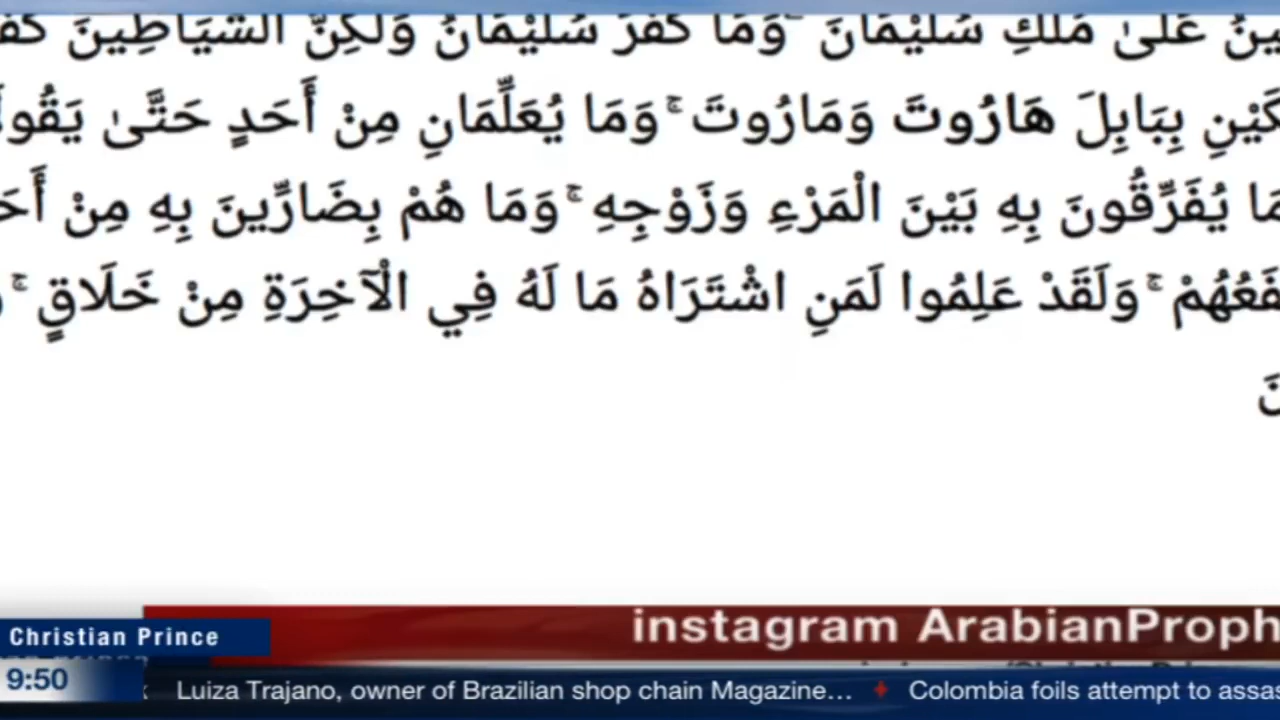 عَلَىٰ مُلْكِ سُلَيْمَانَ ۖ وَمَا كَفَرَ سُلَيْمَانُ وَلَٰكِنَّ الشَّيَاطِينَ
بِبَابِلَ هَارُوتَ وَمَارُوتَ ۚ وَمَا يُعَلِّمَانِ مِنْ أَحَدٍ حَتَّىٰ
يُفَرِّقُونَ بِهِ بَيْنَ الْمَرْءِ وَزَوْجِهِ ۚ وَمَا هُمْ بِضَارِّينَ بِهِ مِنْ
ۚ وَلَقَدْ عَلِمُوا لَمَنِ اشْتَرَاهُ مَا لَهُ فِي الْآخِرَةِ مِنْ خَلَاقٍ ۚ
instagram ArabianProph
Christian Prince
9:50
Luiza Trajano, owner of Brazilian shop chain Magazine... Colombia foils attempt to assas